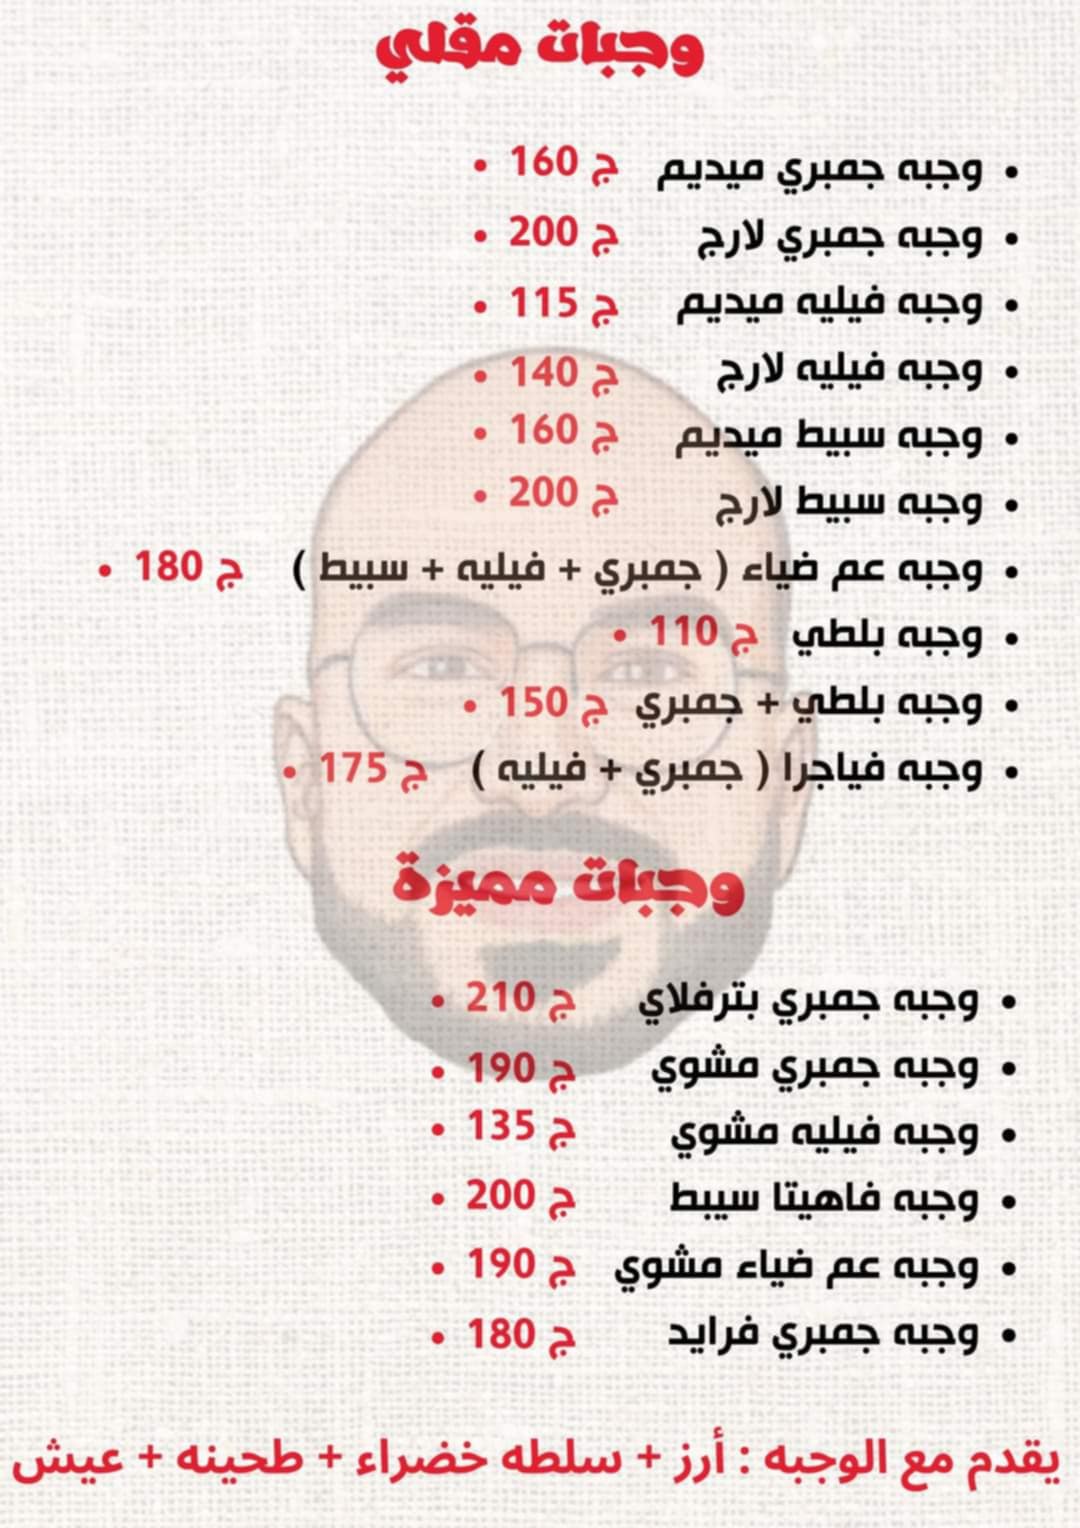 وجبات مقلي
• وجبه جمبري ميديم 160 ج •
• وجبه جمبري لارج 200 ج •
• وجبه فيليه ميديم 115 ج •
• وجبه فيليه لارج 140 ج •
• وجبه سبيط ميديم 160 ج •
• وجبه سبيط لارج 200 ج •
• وجبه عم ضياء ( جمبري + فيليه + سبيط ) 180 ج •
• وجبه بلطي 110 ج •
• وجبه بلطي + جمبري 150 ج •
• وجبه فياجرا ( جمبري + فيليه ) 175 ج •
وجبات مميزة
• وجبه جمبري بترفلاي 210 ج •
• وجبه جمبري مشوي 190 ج •
• وجبه فيليه مشوي 135 ج •
• وجبه فاهيتا سيبط 200 ج •
• وجبه عم ضياء مشوي 190 ج •
• وجبه جمبري فرايد 180 ج •
يقدم مع الوجبه : أرز + سلطه خضراء + طحينه + عيش